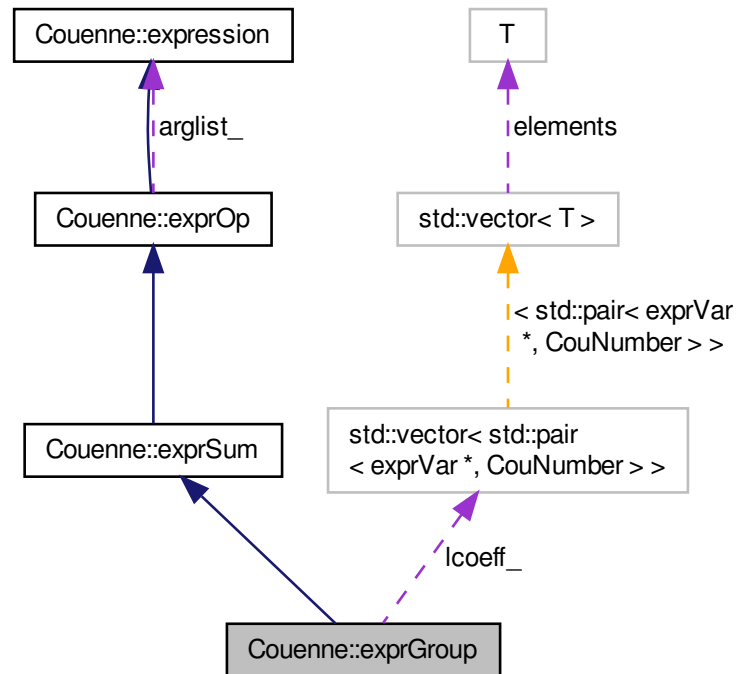 Couenne::expression
T
arglist_
elements
Couenne::exprOp
std::vector< T >
< std::pair< exprVar
*, CouNumber > >
Couenne::exprSum
std::vector< std::pair
< exprVar *, CouNumber > >
lcoeff_
Couenne::exprGroup